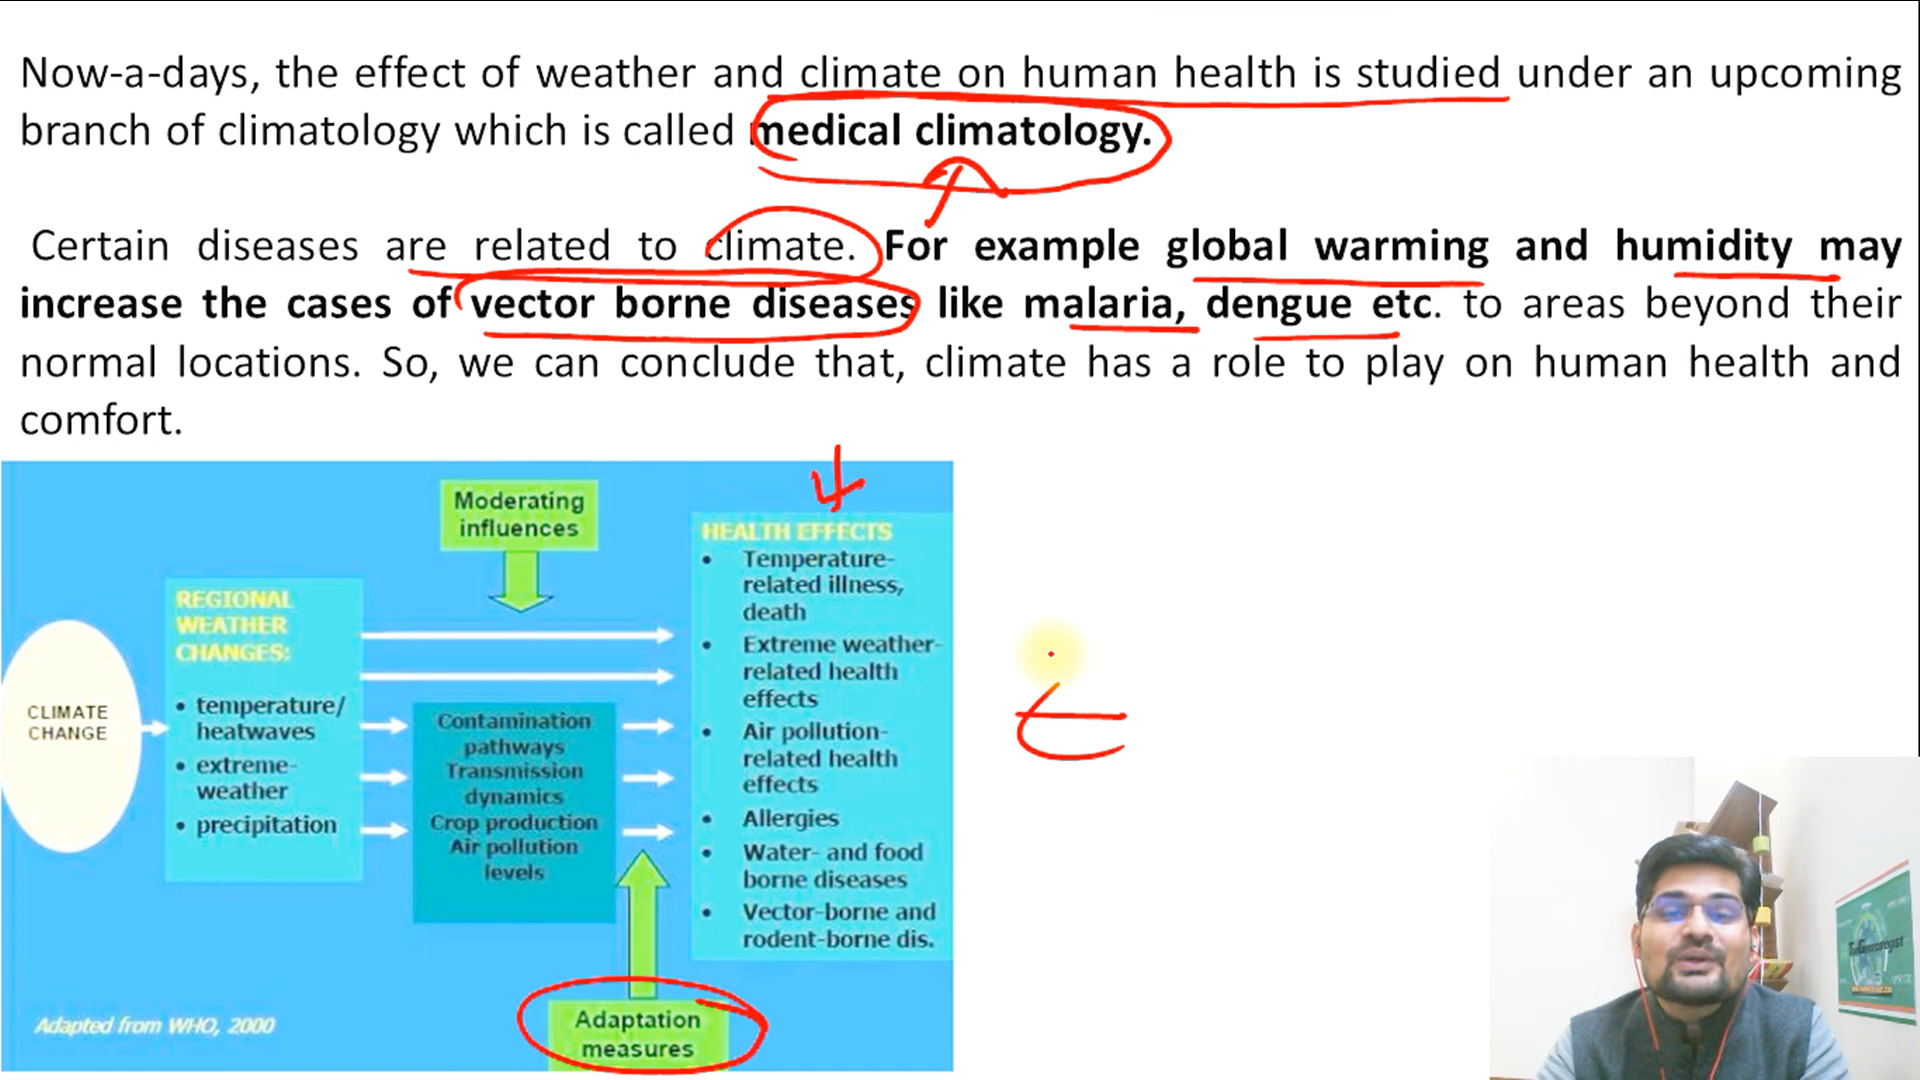 Now-a-days, the effect of weather and climate on human health is studied under an upcoming
branch of climatology which is called medical climatology.
Certain diseases are related to climate. For example global warming and humidity may
increase the cases of vector borne diseases like malaria, dengue etc. to areas beyond their
normal locations. So, we can conclude that, climate has a role to play on human health and
comfort.
CLIMATE
CHANGE
REGIONAL
WEATHER
CHANGES:
• temperature/
heatwaves
• extreme-
weather
• precipitation
Moderating
influences
Contamination
pathways
Transmission
dynamics
Crop production
Air pollution
levels
HEALTH EFFECTS
• Temperature-
related illness,
death
• Extreme weather-
related health
effects
• Air pollution-
related health
effects
• Allergies
• Water- and food
borne diseases
• Vector-borne and
rodent-borne dis.
Adaptation
measures
Adapted from WHO, 2000